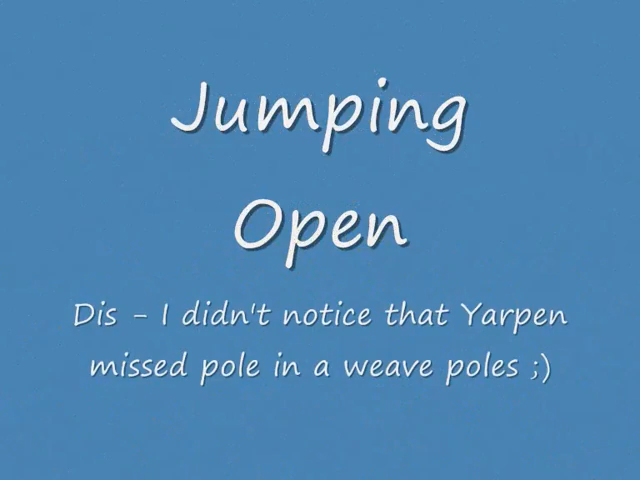 Jumping
Open
Dis - I didn't notice that Yarpen
missed pole in a weave poles ;)